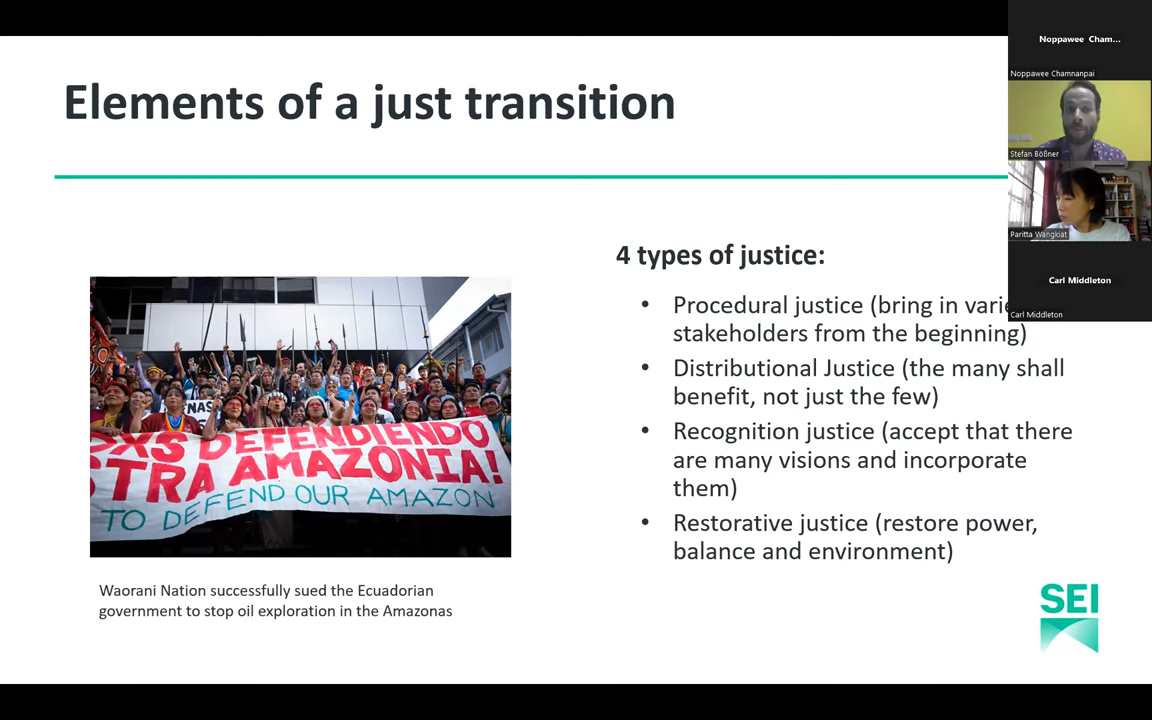 Elements of a just transition
Noppawee Cham...
Noppawee Chamnanpai
Stefan Bößner
Paritta Wangkiat
Carl Middleton
Carl Middleton
4 types of justice:
• Procedural justice (bring in
stakeholders from the beginning)
• Distributional Justice (the many shall
benefit, not just the few)
• Recognition justice (accept that there
are many visions and incorporate
them)
• Restorative justice (restore power,
balance and environment)
DEFENDIENDO
STRA AMAZONIA!
TO DEFEND OUR AMAZON
Waorani Nation successfully sued the Ecuadorian
government to stop oil exploration in the Amazonas
SEI